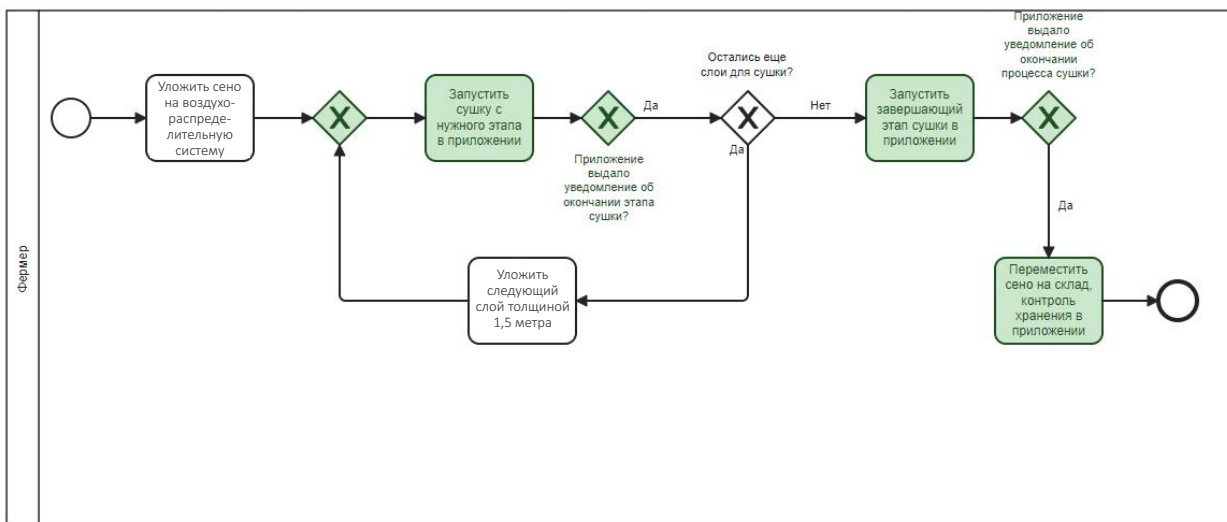 Фермер
Уложить сено
на воздухо-
распреде-
лительную
систему
X
Запустить
сушку с
нужного этапа
в приложении
X
Приложение
выдало
уведомление об
окончании этапа
сушки?
Да
Остались еще
слои для сушки?
X
Да
Нет
Уложить
следующий
слой толщиной
1,5 метра
Запустить
завершающий
этап сушки в
приложении
Приложение
выдало
уведомление об
окончании
процесса сушки?
X
Да
Переместить
сено на склад,
контроль
хранения в
приложении